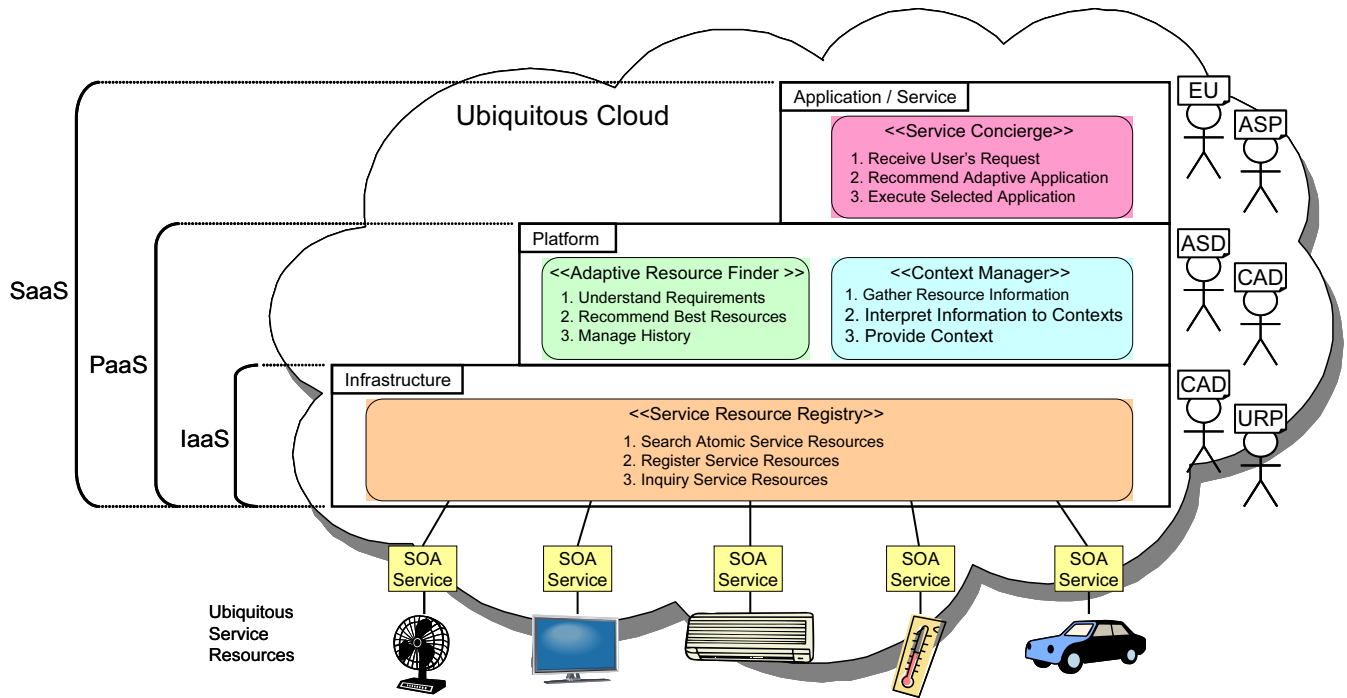 Ubiquitous Cloud
Application / Service
<<Service Concierge>>
1. Receive User's Request
2. Recommend Adaptive Application
3. Execute Selected Application
EU
ASP
SaaS
Platform
<<Adaptive Resource Finder >>
1. Understand Requirements
2. Recommend Best Resources
3. Manage History
<<Context Manager>>
1. Gather Resource Information
2. Interpret Information to Contexts
3. Provide Context
ASD
CAD
PaaS
Infrastructure
<<Service Resource Registry>>
1. Search Atomic Service Resources
2. Register Service Resources
3. Inquiry Service Resources
CAD
URP
IaaS
SOA
Service
SOA
Service
SOA
Service
SOA
Service
SOA
Service
Ubiquitous
Service
Resources